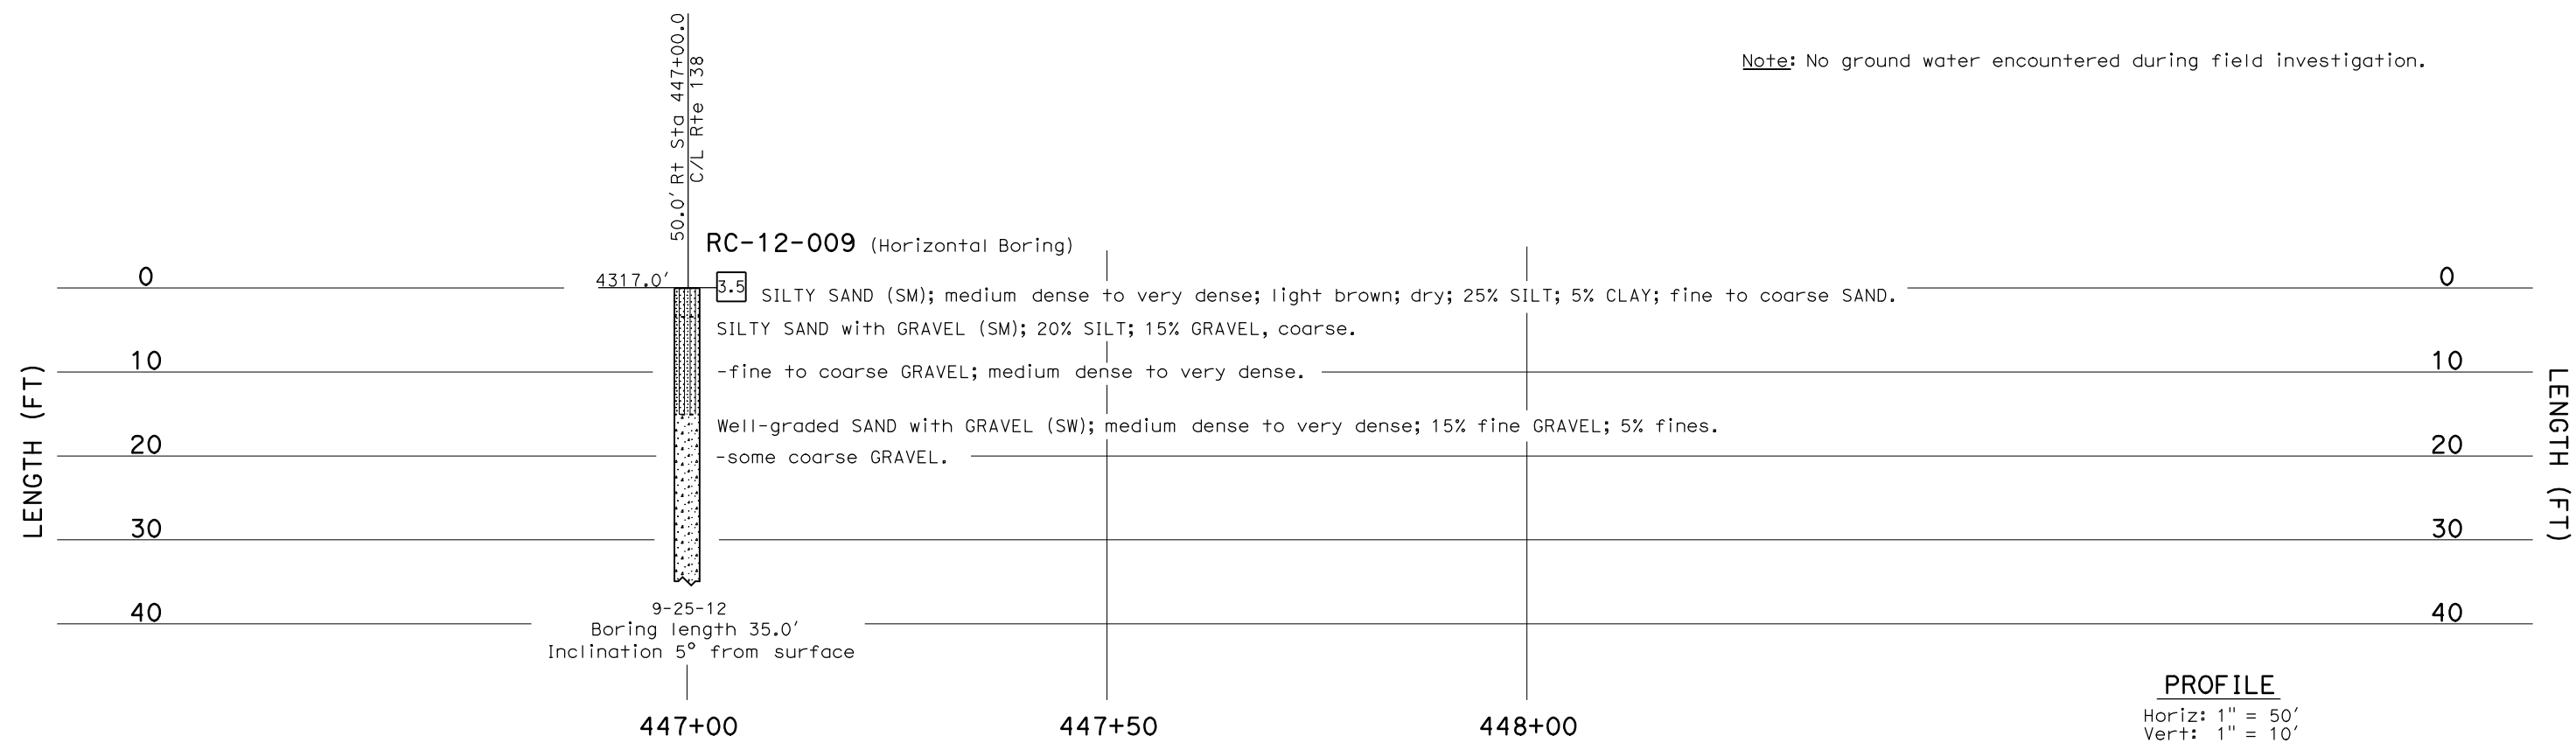 50.0' Rt Sta 447+00.0
C/L Rte 138
Note: No ground water encountered during field investigation.
RC-12-009 (Horizontal Boring)
0
4317.0'
3.5
SILTY SAND (SM); medium dense to very dense; light brown; dry; 25% SILT; 5% CLAY; fine to coarse SAND.
0
SILTY SAND with GRAVEL (SM); 20% SILT; 15% GRAVEL, coarse.
10
-fine to coarse GRAVEL; medium dense to very dense.
10
LENGTH (FT)
LENGTH (FT)
Well-graded SAND with GRAVEL (SW); medium dense to very dense; 15% fine GRAVEL; 5% fines.
20
-some coarse GRAVEL.
20
30
30
40
40
9-25-12
Boring length 35.0'
Inclination 5° from surface
447+00
447+50
448+00
PROFILE
Horiz: 1" = 50'
Vert: 1" = 10'